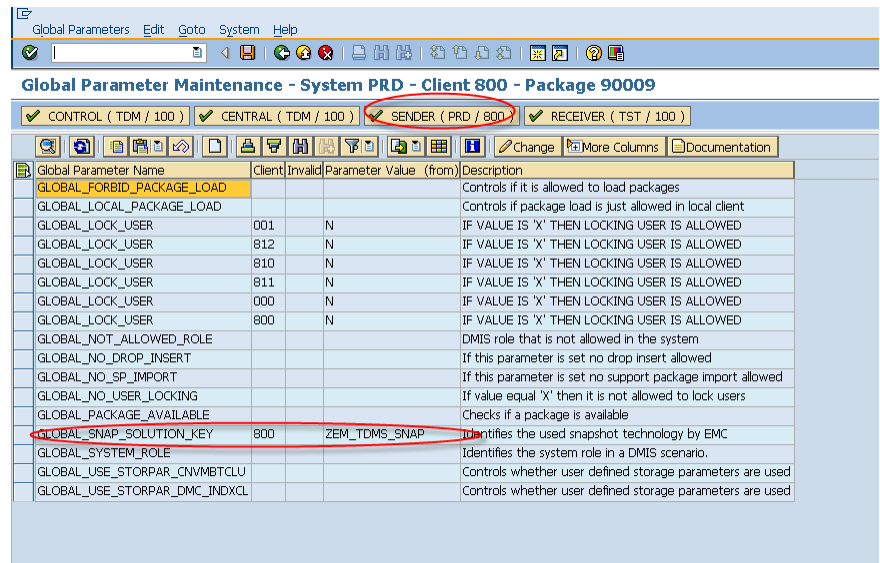 Global Parameters Edit Goto System Help
Global Parameter Maintenance - System PRD - Client 800 - Package 90009
CONTROL ( TDM / 100 ) CENTRAL ( TDM / 100 ) SENDER ( PRD / 800 ) RECEIVER ( TST / 100 )
Change More Columns Documentation
Global Parameter Name Client Invalid Parameter Value (from) Description
GLOBAL_FORBID_PACKAGE_LOAD Controls if it is allowed to load packages
GLOBAL_LOCAL_PACKAGE_LOAD Controls if package load is just allowed in local client
GLOBAL_LOCK_USER 001 N IF VALUE IS 'X' THEN LOCKING USER IS ALLOWED
GLOBAL_LOCK_USER 812 N IF VALUE IS 'X' THEN LOCKING USER IS ALLOWED
GLOBAL_LOCK_USER 810 N IF VALUE IS 'X' THEN LOCKING USER IS ALLOWED
GLOBAL_LOCK_USER 811 N IF VALUE IS 'X' THEN LOCKING USER IS ALLOWED
GLOBAL_LOCK_USER 000 N IF VALUE IS 'X' THEN LOCKING USER IS ALLOWED
GLOBAL_LOCK_USER 800 N IF VALUE IS 'X' THEN LOCKING USER IS ALLOWED
GLOBAL_NOT_ALLOWED_ROLE DMIS role that is not allowed in the system
GLOBAL_NO_DROP_INSERT If this parameter is set no drop insert allowed
GLOBAL_NO_SP_IMPORT If this parameter is set no support package import allowed
GLOBAL_NO_USER_LOCKING If value equal 'X' then it is not allowed to lock users
GLOBAL_PACKAGE_AVAILABLE Checks if a package is available
GLOBAL_SNAP_SOLUTION_KEY 800 ZEM_TDMS_SNAP Identifies the used snapshot technology by EMC
GLOBAL_SYSTEM_ROLE Identifies the system role in a DMIS scenario.
GLOBAL_USE_STORPAR_CNVMBTCLU Controls whether user defined storage parameters are used
GLOBAL_USE_STORPAR_DMC_INDXCL Controls whether user defined storage parameters are used